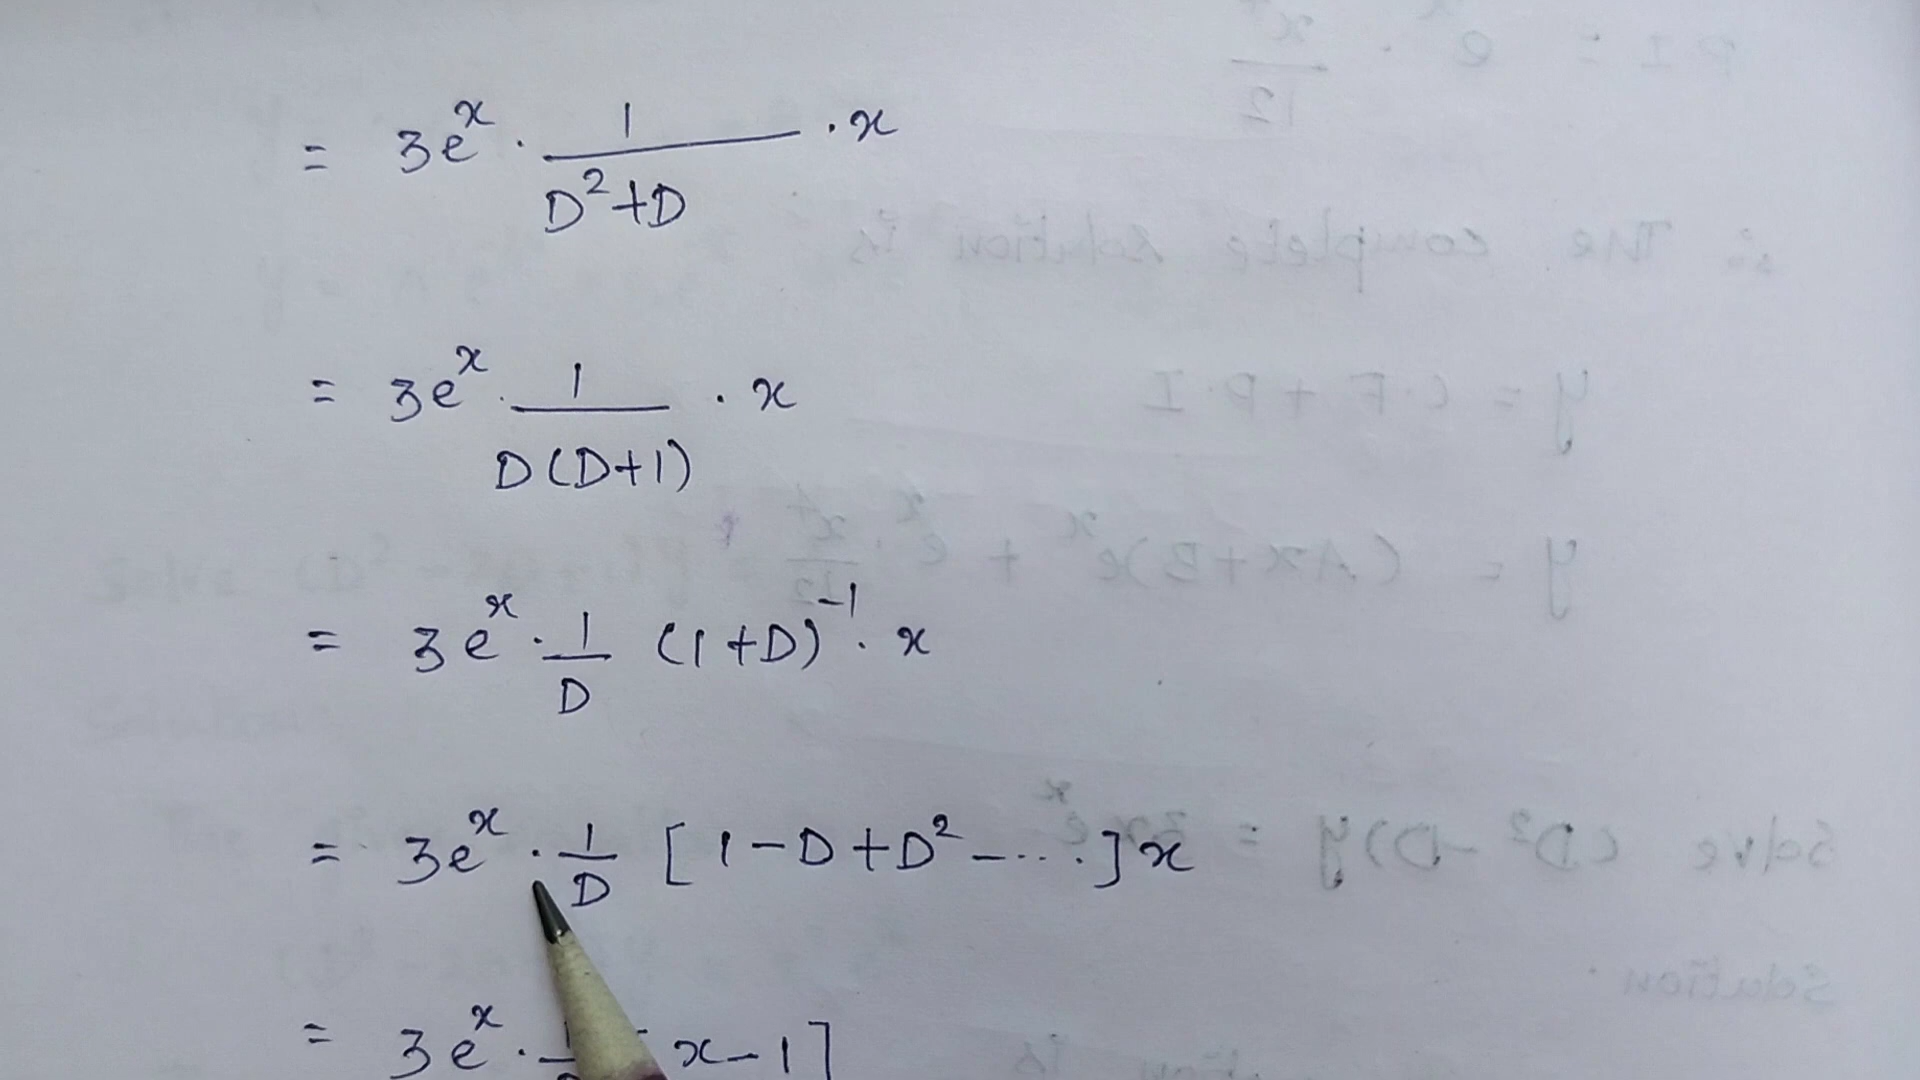 = 3e^x · 1/(D²+D) · x
= 3e^x · 1/(D(D+1)) · x
= 3e^x · 1/D (1+D)^-1 · x
= 3e^x · 1/D [1-D+D²-....]x
= 3e^x · x-1]